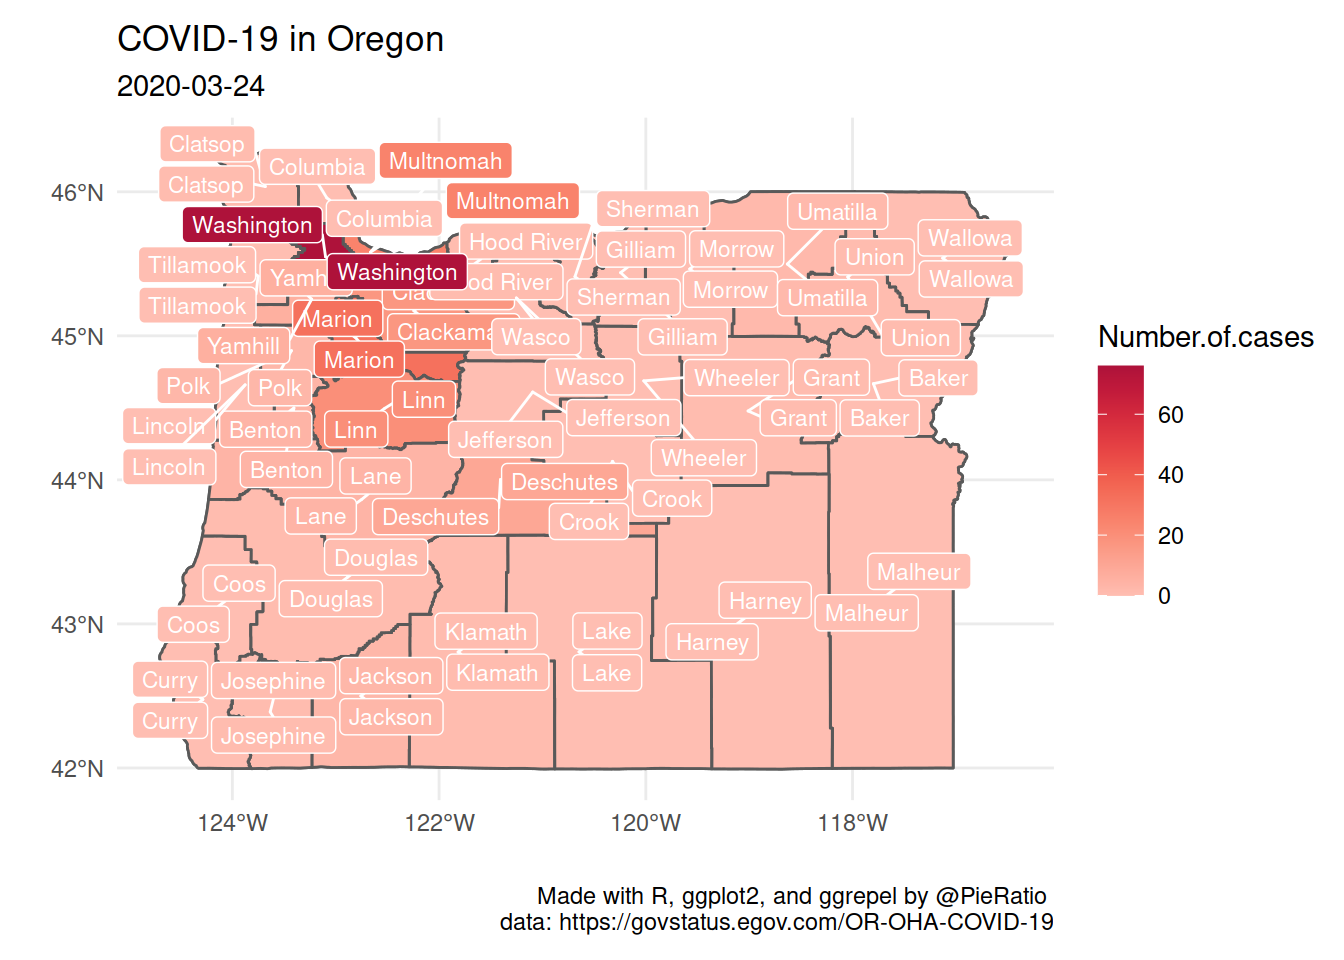 COVID-19 in Oregon
2020-03-24
Clatsop
Columbia
Multnomah
Clatsop
46°N
Multnomah
Sherman
Umatilla
Washington
Columbia
Wallowa
Hood River
Gilliam
Morrow
Union
Tillamook
Yamh
Washington
od River
Wallowa
Clac
Sherman
Morrow
Umatilla
Tillamook
Marion
45°N
Clackama
Wasco
Gilliam
Union
Number.of.cases
Yamhill
Marion
Polk
Polk
Wasco
Wheeler
Grant
Baker
Linn
60
Lincoln
Benton
Linn
Jefferson
Grant
Baker
Jefferson
Lincoln
Benton
Lane
Wheeler
44°N
Deschutes
40
Crook
Lane
Deschutes
Crook
20
Douglas
Coos
Malheur
0
Douglas
Harney
Malheur
43°N
Coos
Klamath
Lake
Harney
Curry
Josephine
Jackson
Klamath
Lake
Curry
Josephine
Jackson
42°N
124°W
122°W
120°W
118°W
Made with R, ggplot2, and ggrepel by @PieRatio
data: https://govstatus.egov.com/OR-OHA-COVID-19